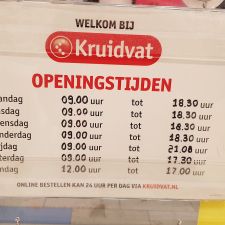 WELKOM BIJ
Kruidvat
OPENINGSTIJDEN
andag 09.00 uur tot 18.30 uur
sdag 09.00 uur tot 18.30 uur
ensdag 09.00 uur tot 18.30 uur
nderdag 09.00 uur tot 18.30 uur
jdag 09.00 uur tot 21.00 uur
terdag 09.00 uur tot 17.30 uur
ndag 12.00 uur tot 17.00 uur
ONLINE BESTELLEN KAN 24 UUR PER DAG VIA KRUIDVAT.NL